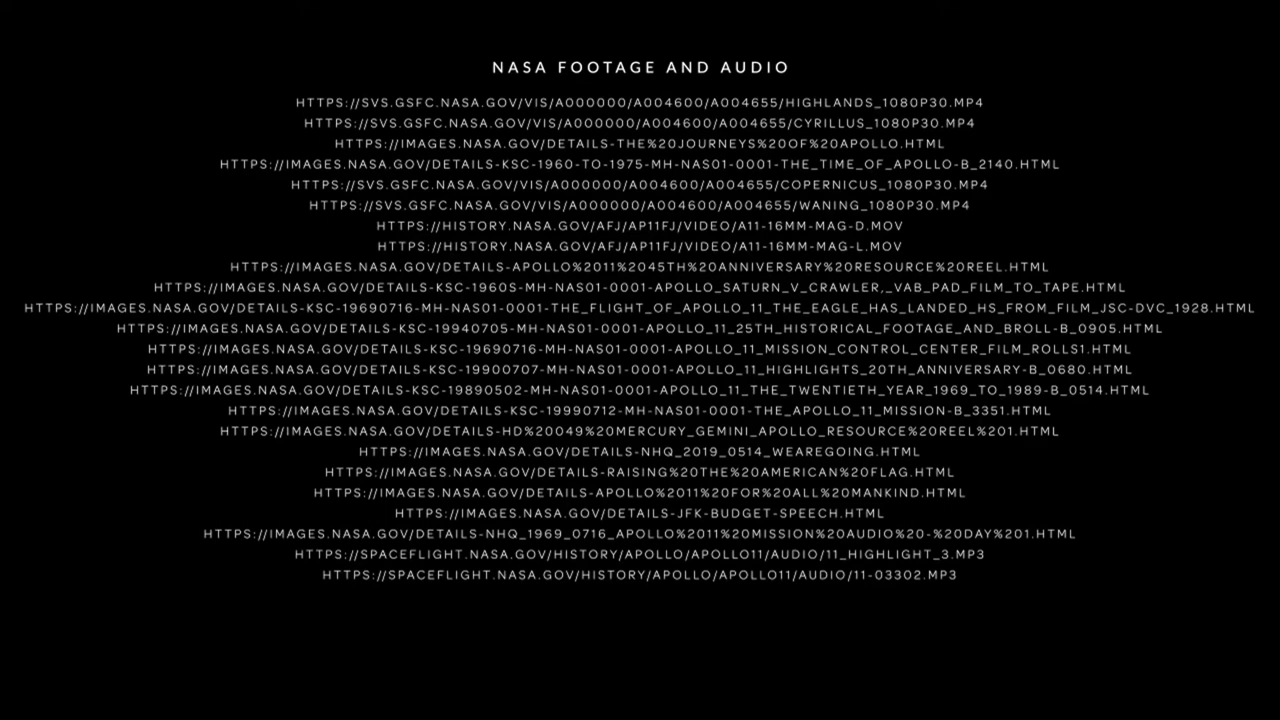 NASA FOOTAGE AND AUDIO
HTTPS://SVS.GSFC.NASA.GOV/VIS/A000000/A004600/A004655/HIGHLANDS_1080P30.MP4
HTTPS://SVS.GSFC.NASA.GOV/VIS/A000000/A004600/A004655/CYRILLUS_1080P30.MP4
HTTPS://IMAGES.NASA.GOV/DETAILS-THE%20JOURNEYS%20OF%20APOLLO.HTML
HTTPS://IMAGES.NASA.GOV/DETAILS-KSC-1960-TO-1975-MH-NAS01-0001-THE_TIME_OF_APOLLO-B_2140.HTML
HTTPS://SVS.GSFC.NASA.GOV/VIS/A000000/A004600/A004655/COPERNICUS_1080P30.MP4
HTTPS://SVS.GSFC.NASA.GOV/VIS/A000000/A004600/A004655/WANING_1080P30.MP4
HTTPS://HISTORY.NASA.GOV/AFJ/AP11FJ/VIDEO/A11-16MM-MAG-D.MOV
HTTPS://HISTORY.NASA.GOV/AFJ/AP11FJ/VIDEO/A11-16MM-MAG-L.MOV
HTTPS://IMAGES.NASA.GOV/DETAILS-APOLLO%2011%2045TH%20ANNIVERSARY%20RESOURCE%20REEL.HTML
HTTPS://IMAGES.NASA.GOV/DETAILS-KSC-1960S-MH-NAS01-0001-APOLLO_SATURN_V_CRAWLER,_VAB_PAD_FILM_TO_TAPE.HTML
HTTPS://IMAGES.NASA.GOV/DETAILS-KSC-19690716-MH-NAS01-0001-THE_FLIGHT_OF_APOLLO_11_THE_EAGLE_HAS_LANDED_HS_FROM_FILM_JSC-DVC_1928.HTML
HTTPS://IMAGES.NASA.GOV/DETAILS-KSC-19940705-MH-NAS01-0001-APOLLO_11_25TH_HISTORICAL_FOOTAGE_AND_BROLL-B_0905.HTML
HTTPS://IMAGES.NASA.GOV/DETAILS-KSC-19690716-MH-NAS01-0001-APOLLO_11_MISSION_CONTROL_CENTER_FILM_ROLLS1.HTML
HTTPS://IMAGES.NASA.GOV/DETAILS-KSC-19900707-MH-NAS01-0001-APOLLO_11_HIGHLIGHTS_20TH_ANNIVERSARY-B_0680.HTML
HTTPS://IMAGES.NASA.GOV/DETAILS-KSC-19890502-MH-NAS01-0001-APOLLO_11_THE_TWENTIETH_YEAR_1969_TO_1989-B_0514.HTML
HTTPS://IMAGES.NASA.GOV/DETAILS-KSC-19990712-MH-NAS01-0001-THE_APOLLO_11_MISSION-B_3351.HTML
HTTPS://IMAGES.NASA.GOV/DETAILS-HD%20049%20MERCURY_GEMINI_APOLLO_RESOURCE%20REEL%201.HTML
HTTPS://IMAGES.NASA.GOV/DETAILS-NHQ_2019_0514_WEAREGOING.HTML
HTTPS://IMAGES.NASA.GOV/DETAILS-RAISING%20THE%20AMERICAN%20FLAG.HTML
HTTPS://IMAGES.NASA.GOV/DETAILS-APOLLO%2011%20FOR%20ALL%20MANKIND.HTML
HTTPS://IMAGES.NASA.GOV/DETAILS-JFK-BUDGET-SPEECH.HTML
HTTPS://IMAGES.NASA.GOV/DETAILS-NHQ_1969_0716_APOLLO%2011%20MISSION%20AUDIO%20-%20DAY%201.HTML
HTTPS://SPACEFLIGHT.NASA.GOV/HISTORY/APOLLO/APOLLO11/AUDIO/11_HIGHLIGHT_3.MP3
HTTPS://SPACEFLIGHT.NASA.GOV/HISTORY/APOLLO/APOLLO11/AUDIO/11-03302.MP3